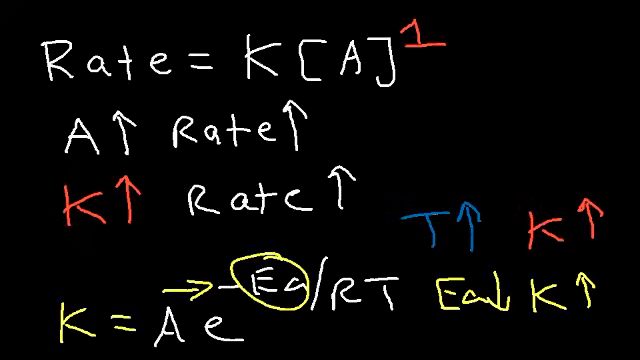 Rate = K[A]¹
A↑ Rate↑
K↑ Rate↑
T↑ K↑
K = A e^-Ea/RT Ea↓ K↑